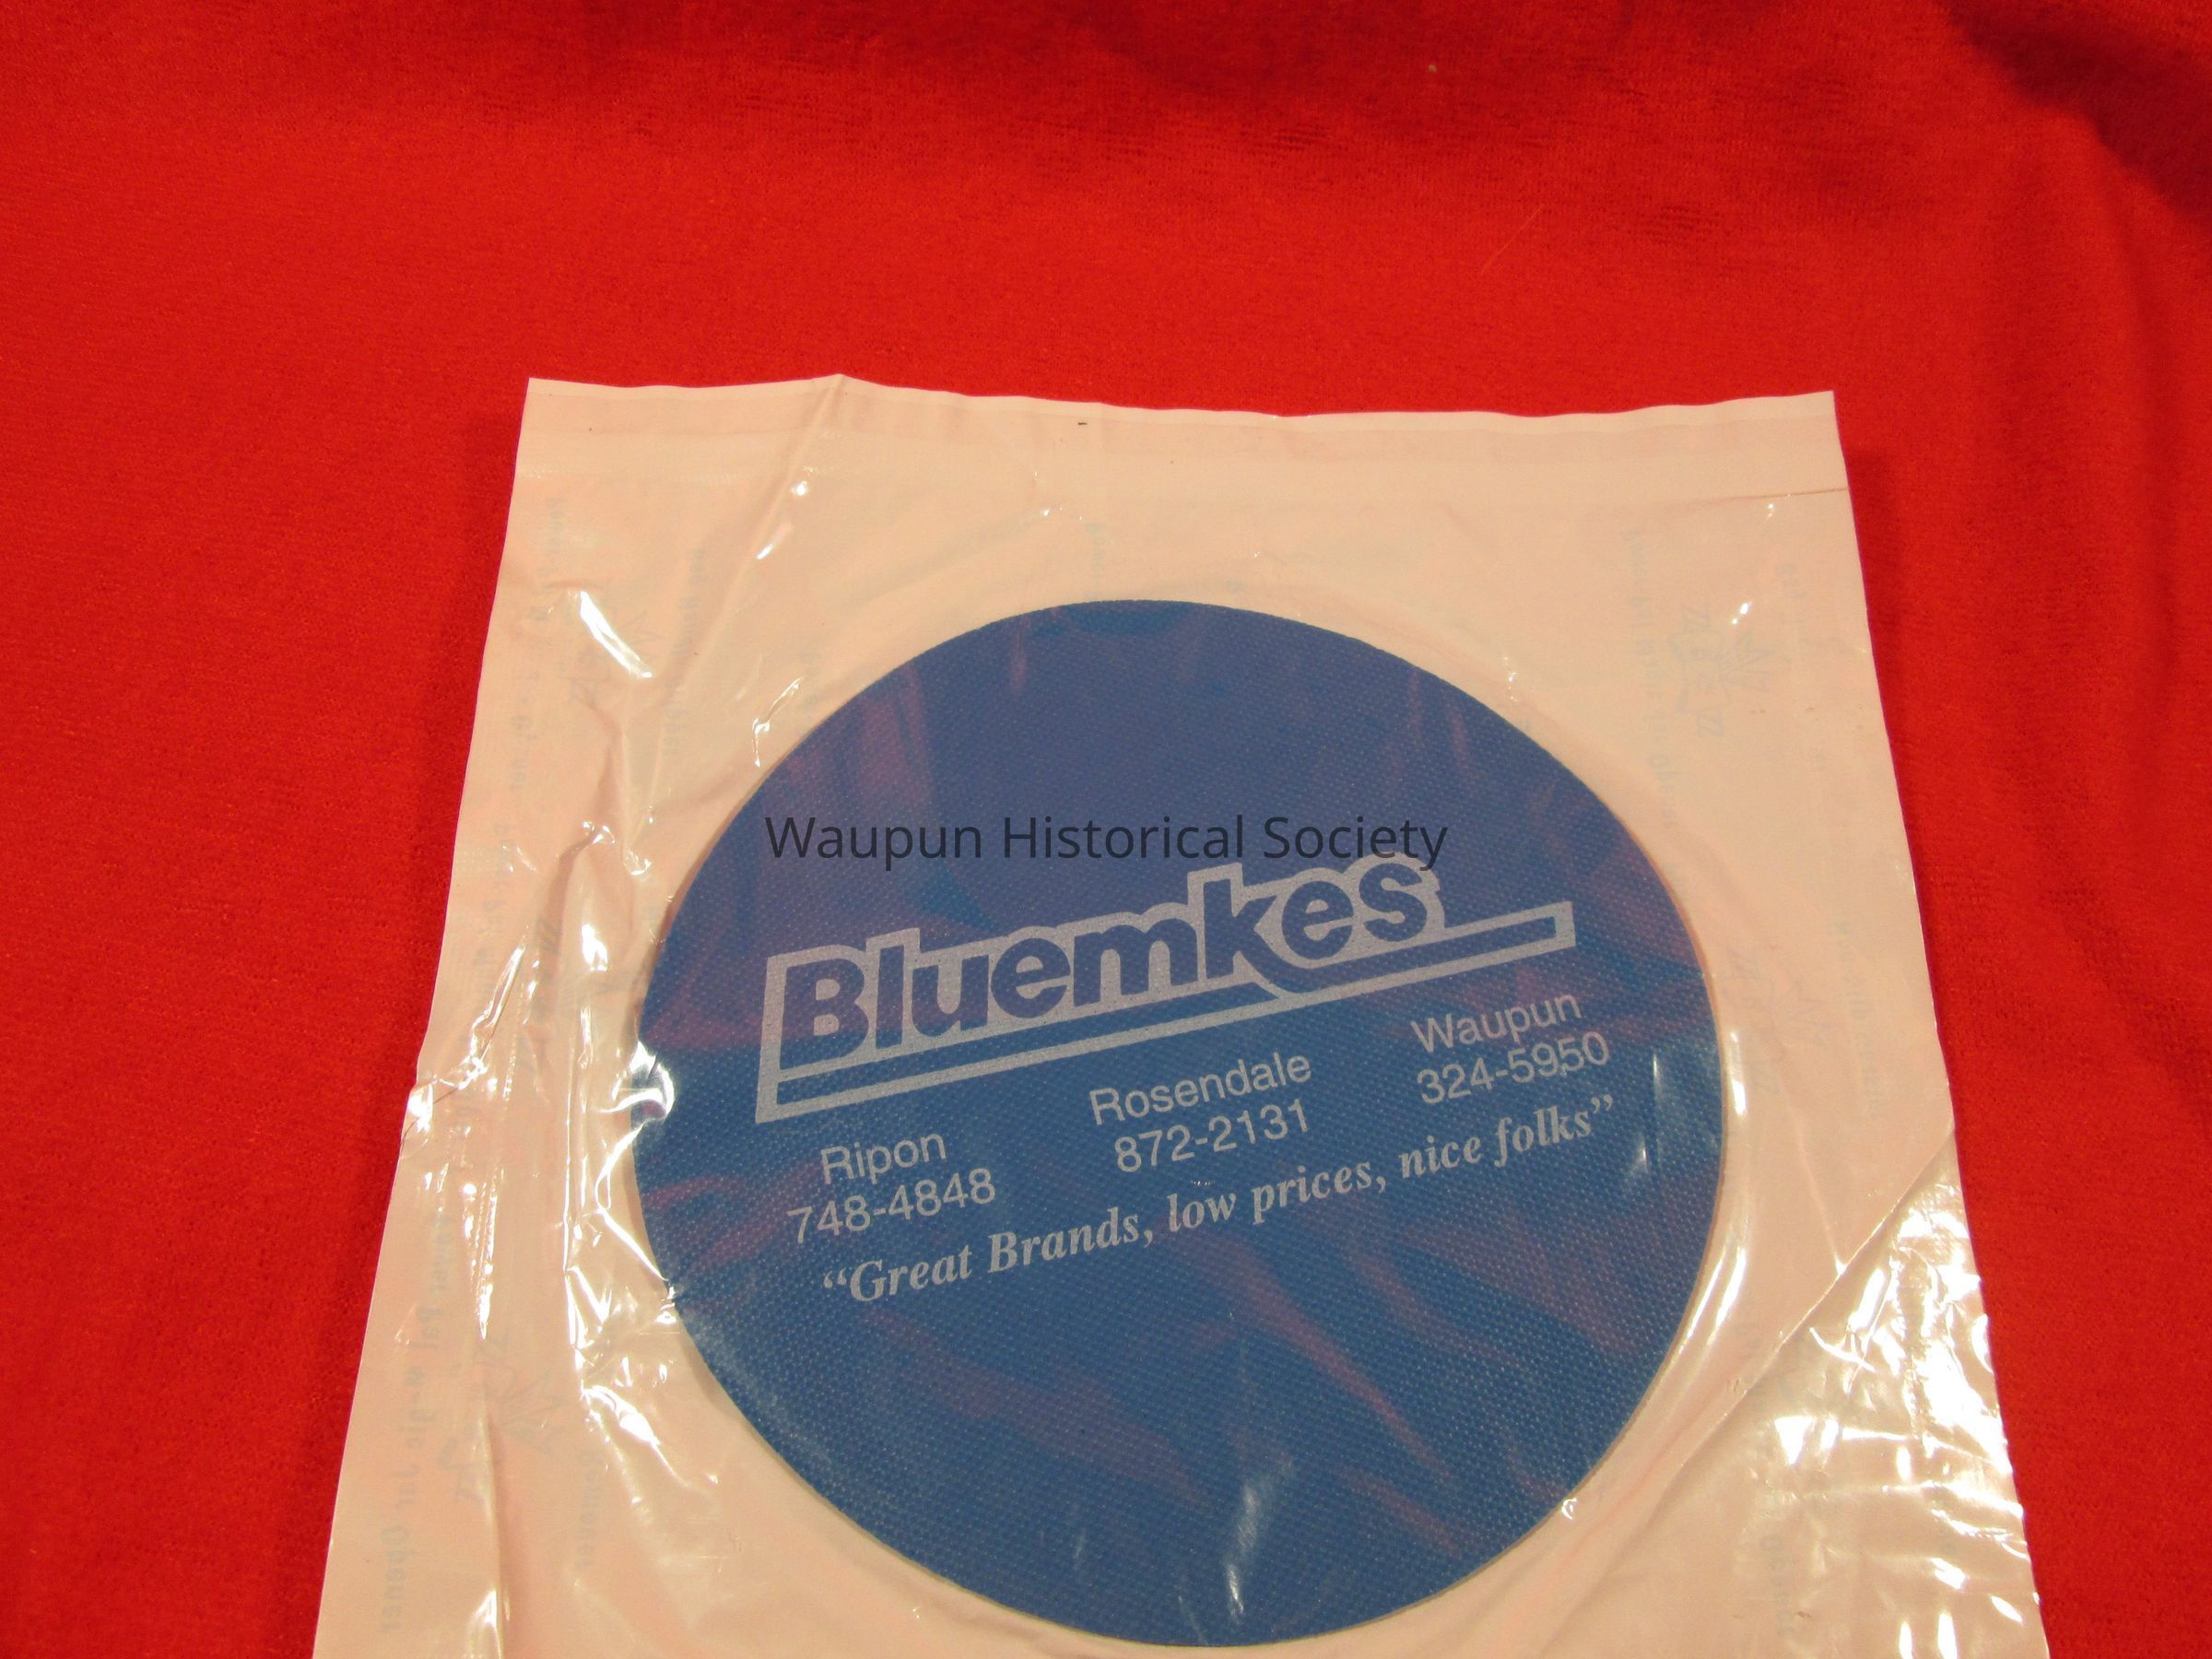 Waupun Historical Society
Bluemkes
Ripon
748-4848
Rosendale
872-2131
Waupun
324-5950
“Great Brands, low prices, nice folks”